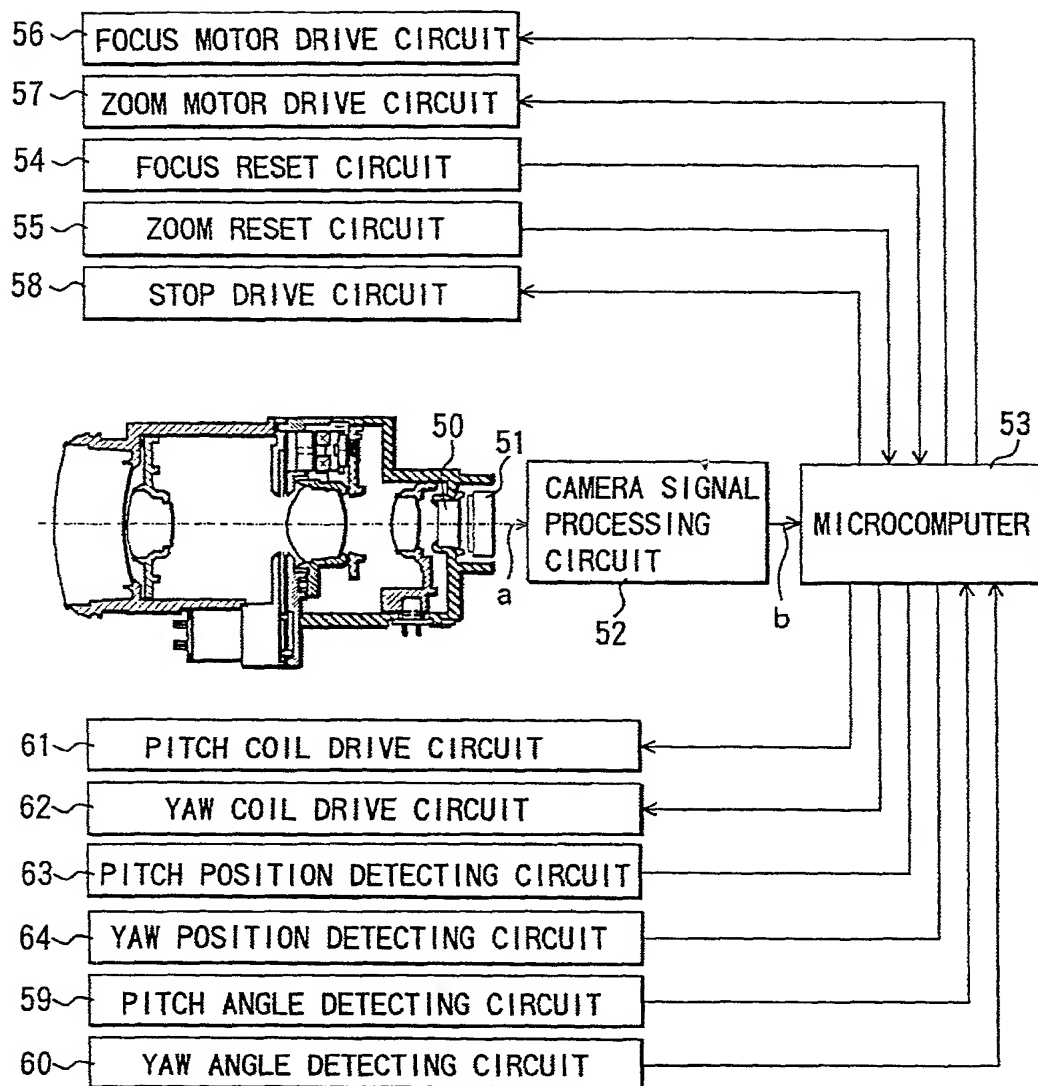 56 FOCUS MOTOR DRIVE CIRCUIT
57 ZOOM MOTOR DRIVE CIRCUIT
54 FOCUS RESET CIRCUIT
55 ZOOM RESET CIRCUIT
58 STOP DRIVE CIRCUIT
50
51
53
CAMERA SIGNAL
PROCESSING
CIRCUIT
MICROCOMPUTER
a
b
52
61 PITCH COIL DRIVE CIRCUIT
62 YAW COIL DRIVE CIRCUIT
63 PITCH POSITION DETECTING CIRCUIT
64 YAW POSITION DETECTING CIRCUIT
59 PITCH ANGLE DETECTING CIRCUIT
60 YAW ANGLE DETECTING CIRCUIT